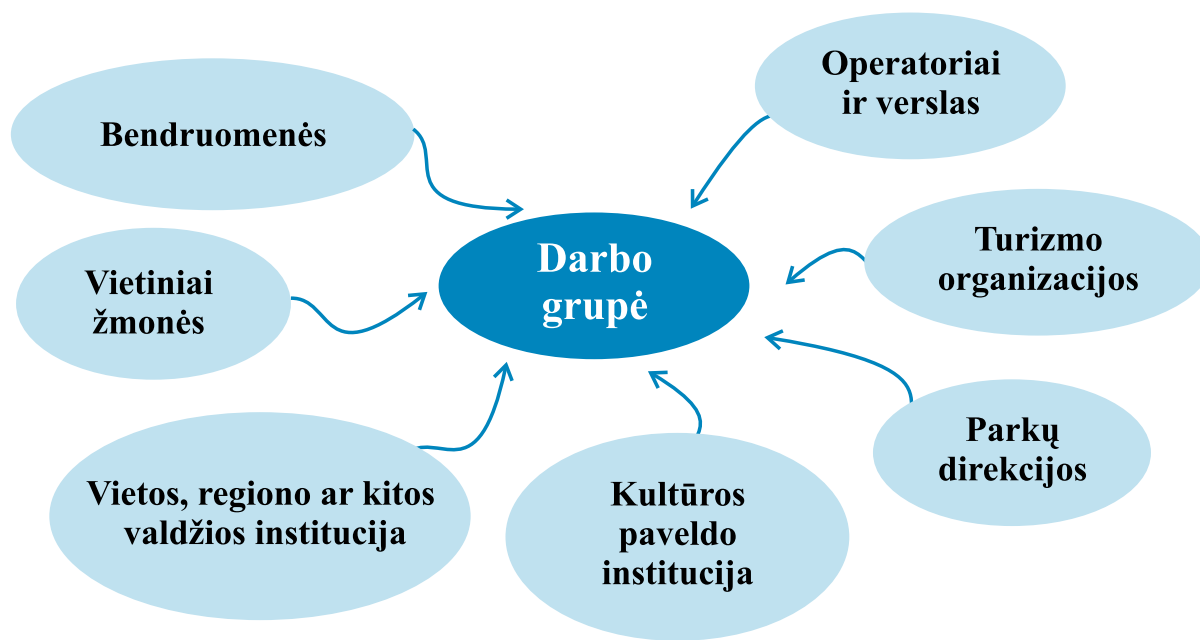 Operatoriai
ir verslas
Bendruomenės
Turizmo
organizacijos
Darbo
grupė
Vietiniai
žmonės
Parkų
direkcijos
Vietos, regiono ar kitos
valdžios institucija
Kultūros
paveldo
institucija